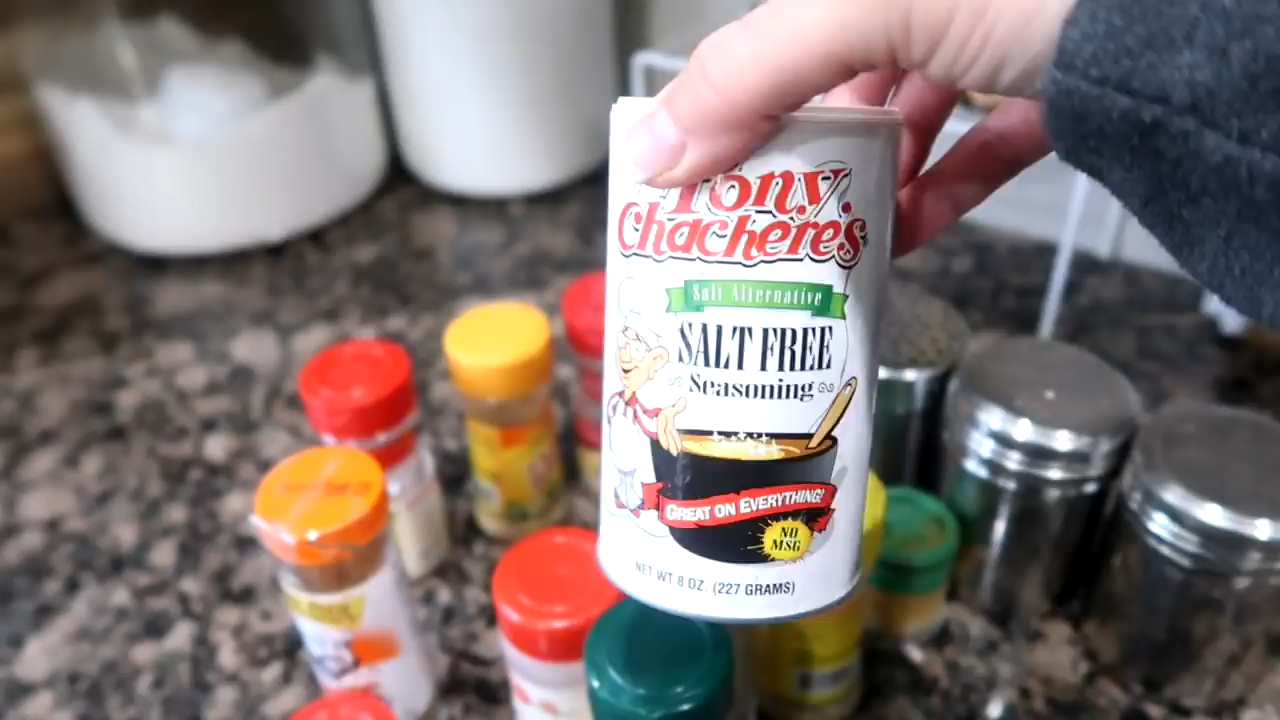 Tony
Chachere's
Salt Alternative
SALT FREE
Seasoning
GREAT ON EVERYTHING!
NO
MSG
NET WT 8 OZ. (227 GRAMS)